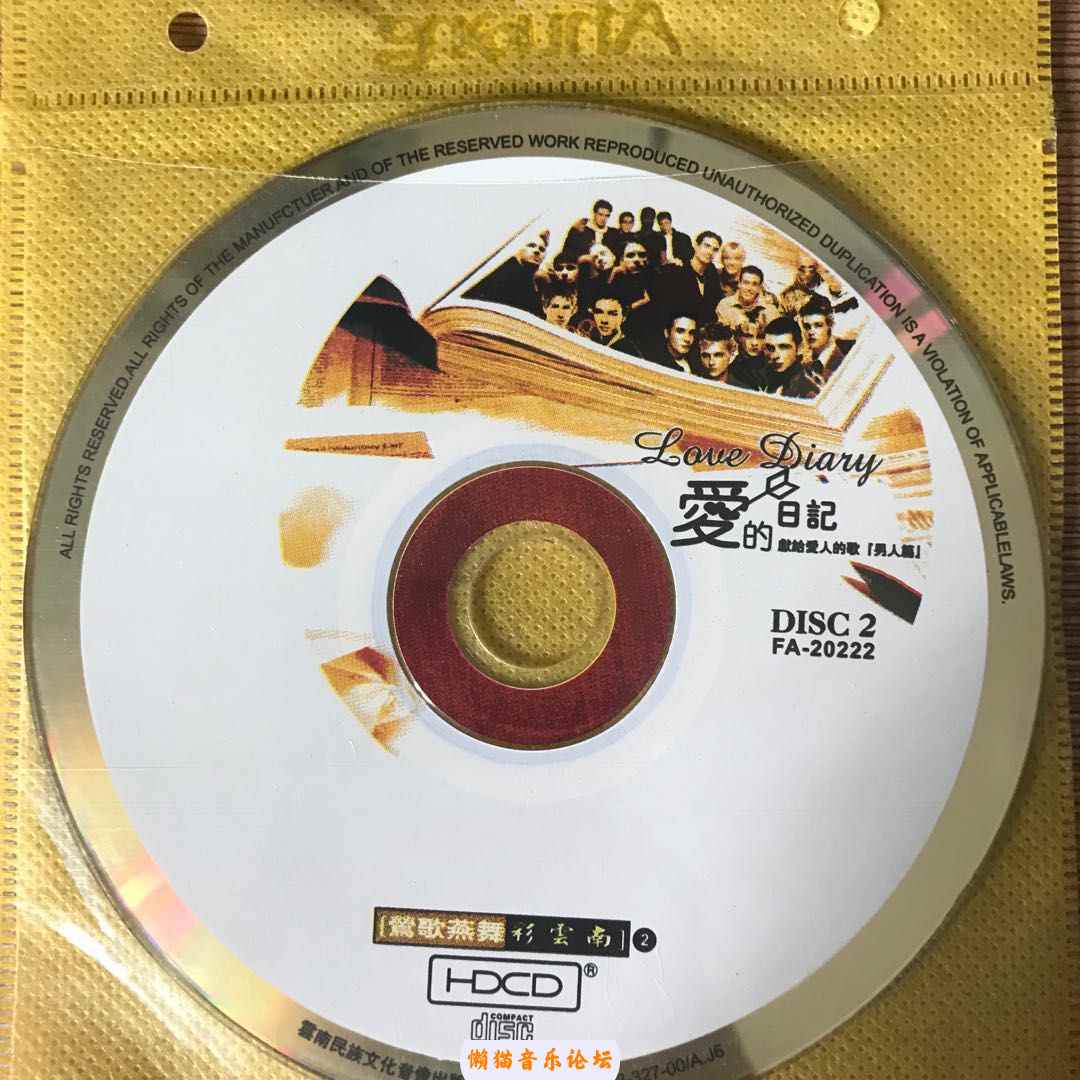 ALL RIGHTS RESERVED.ALL RIGHTS OF THE MANUFCTUER AND OF THE RESERVED WORK REPRODUCED UNAUTHORIZED DUPLICATION IS A VIOLATION OF APPLICABLELAWS.
Love Diary
愛的日記
獻給愛人的歌「男人篇」
DISC 2
FA-20222
[鶯歌燕舞彩雲南] 2
HDCD®
COMPACT
disc
雲南民族文化音像出
327-00/A.J6
懒猫音乐论坛